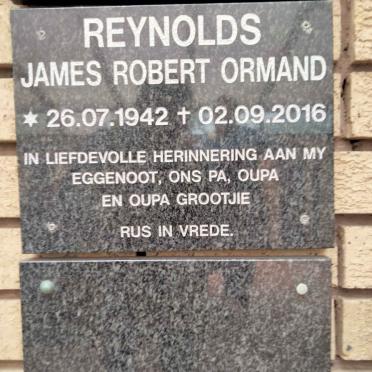 REYNOLDS
JAMES ROBERT ORMAND
✶ 26.07.1942 ✝ 02.09.2016
IN LIEFDEVOLLE HERINNERING AAN MY
EGGENOOT, ONS PA, OUPA
EN OUPA GROOTJIE
RUS IN VREDE.